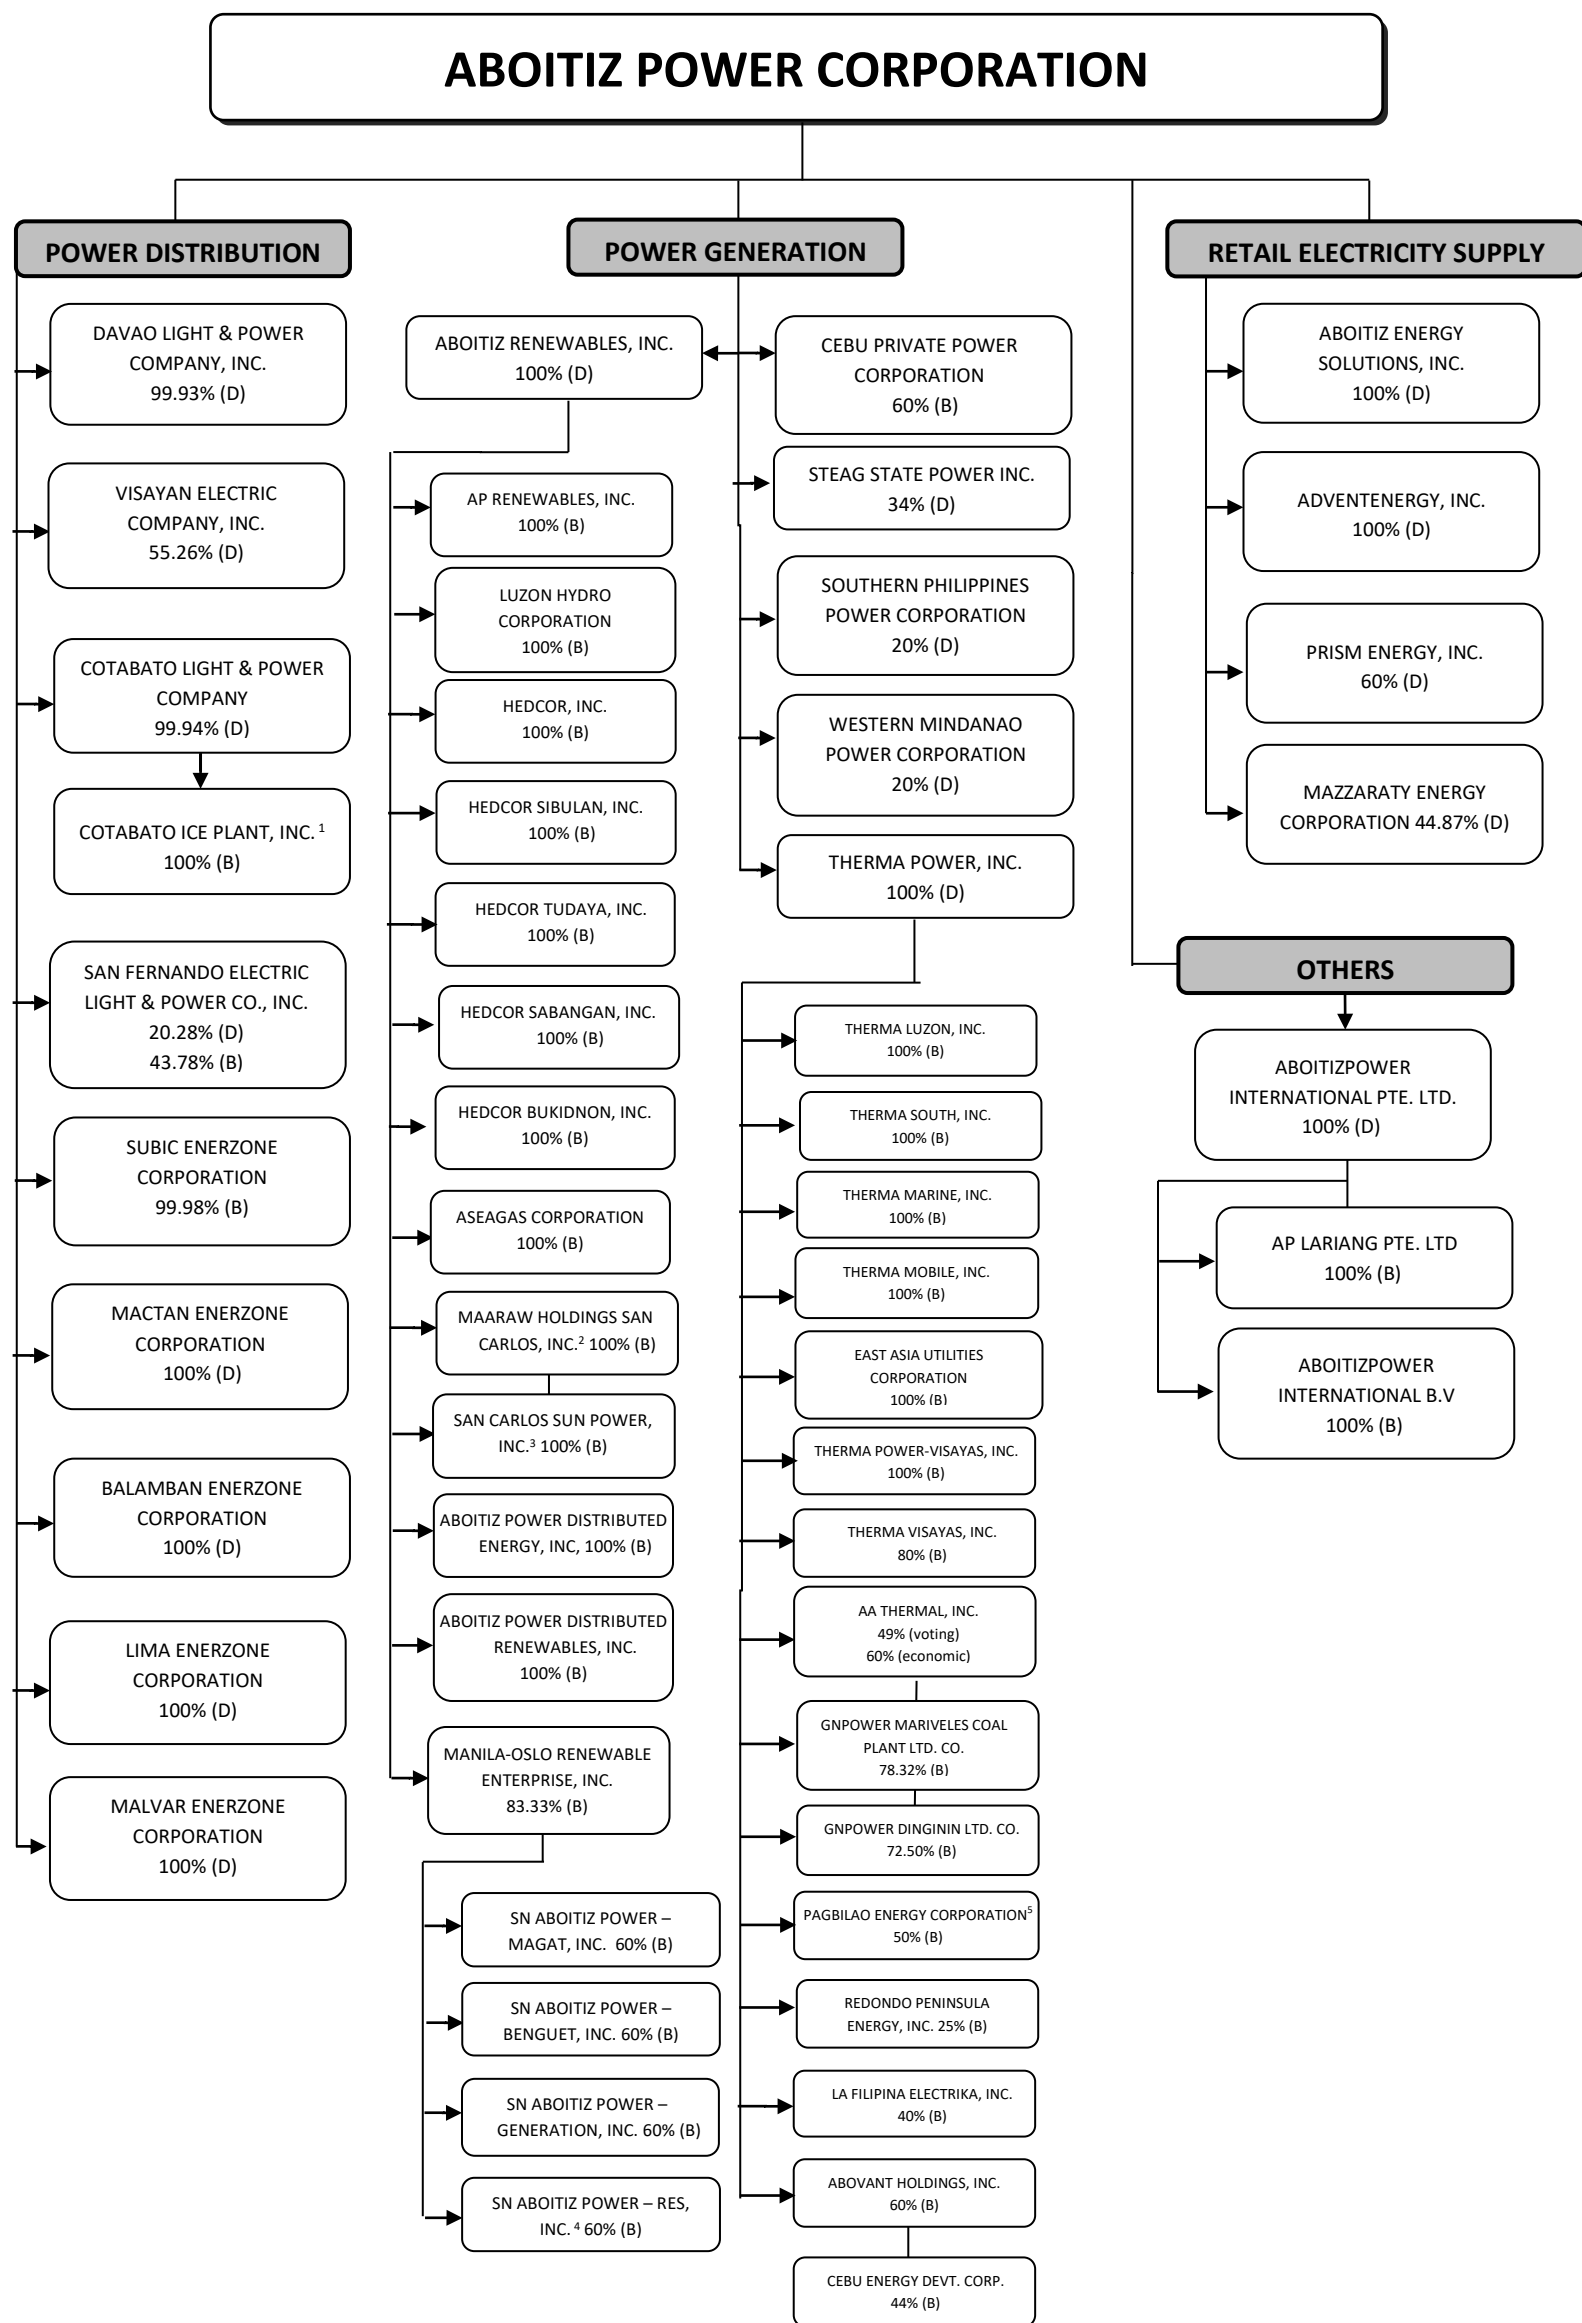 ABOITIZ POWER CORPORATION
POWER DISTRIBUTION
DAVAO LIGHT & POWER
COMPANY, INC.
99.93% (D)
VISAYAN ELECTRIC
COMPANY, INC.
55.26% (D)
COTABATO LIGHT & POWER
COMPANY
99.94% (D)
COTABATO ICE PLANT, INC. 1
100% (B)
SAN FERNANDO ELECTRIC
LIGHT & POWER CO., INC.
20.28% (D)
43.78% (B)
SUBIC ENERZONE
CORPORATION
99.98% (B)
MACTAN ENERZONE
CORPORATION
100% (D)
BALAMBAN ENERZONE
CORPORATION
100% (D)
LIMA ENERZONE
CORPORATION
100% (D)
MALVAR ENERZONE
CORPORATION
100% (D)
POWER GENERATION
ABOITIZ RENEWABLES, INC.
100% (D)
AP RENEWABLES, INC.
100% (B)
LUZON HYDRO
CORPORATION
100% (B)
HEDCOR, INC.
100% (B)
HEDCOR SIBULAN, INC.
100% (B)
HEDCOR TUDAYA, INC.
100% (B)
HEDCOR SABANGAN, INC.
100% (B)
HEDCOR BUKIDNON, INC.
100% (B)
ASEAGAS CORPORATION
100% (B)
MAARAW HOLDINGS SAN
CARLOS, INC.2 100% (B)
SAN CARLOS SUN POWER,
INC.3 100% (B)
ABOITIZ POWER DISTRIBUTED
ENERGY, INC, 100% (B)
ABOITIZ POWER DISTRIBUTED
RENEWABLES, INC.
100% (B)
MANILA-OSLO RENEWABLE
ENTERPRISE, INC.
83.33% (B)
SN ABOITIZ POWER –
MAGAT, INC. 60% (B)
SN ABOITIZ POWER –
BENGUET, INC. 60% (B)
SN ABOITIZ POWER –
GENERATION, INC. 60% (B)
SN ABOITIZ POWER – RES,
INC. 4 60% (B)
CEBU PRIVATE POWER
CORPORATION
60% (B)
STEAG STATE POWER INC.
34% (D)
SOUTHERN PHILIPPINES
POWER CORPORATION
20% (D)
WESTERN MINDANAO
POWER CORPORATION
20% (D)
THERMA POWER, INC.
100% (D)
THERMA LUZON, INC.
100% (B)
THERMA SOUTH, INC.
100% (B)
THERMA MARINE, INC.
100% (B)
THERMA MOBILE, INC.
100% (B)
EAST ASIA UTILITIES
CORPORATION
100% (B)
THERMA POWER-VISAYAS, INC.
100% (B)
THERMA VISAYAS, INC.
80% (B)
AA THERMAL, INC.
49% (voting)
60% (economic)
GNPOWER MARIVELES COAL
PLANT LTD. CO.
78.32% (B)
GNPOWER DINGININ LTD. CO.
72.50% (B)
PAGBILAO ENERGY CORPORATION5
50% (B)
REDONDO PENINSULA
ENERGY, INC. 25% (B)
LA FILIPINA ELECTRIKA, INC.
40% (B)
ABOVANT HOLDINGS, INC.
60% (B)
CEBU ENERGY DEVT. CORP.
44% (B)
RETAIL ELECTRICITY SUPPLY
ABOITIZ ENERGY
SOLUTIONS, INC.
100% (D)
ADVENTENERGY, INC.
100% (D)
PRISM ENERGY, INC.
60% (D)
MAZZARATY ENERGY
CORPORATION 44.87% (D)
OTHERS
ABOITIZPOWER
INTERNATIONAL PTE. LTD.
100% (D)
AP LARIANG PTE. LTD
100% (B)
ABOITIZPOWER
INTERNATIONAL B.V
100% (B)